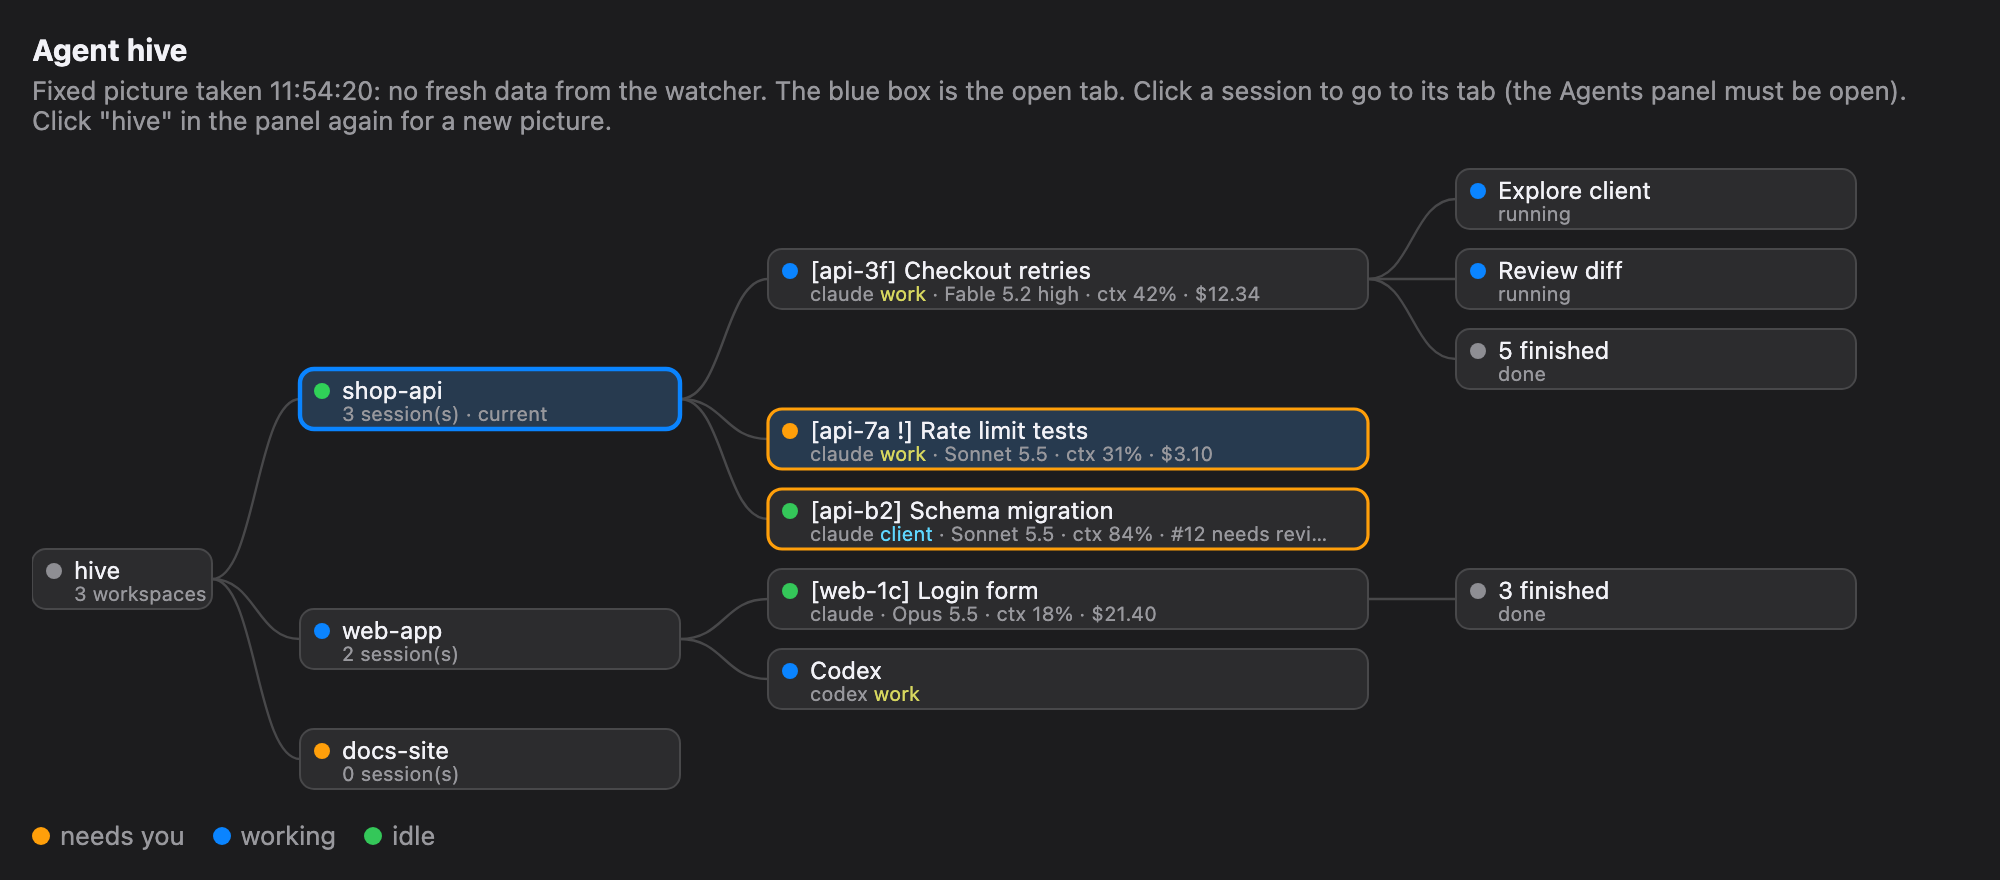 Agent hive
Fixed picture taken 11:54:20: no fresh data from the watcher. The blue box is the open tab. Click a session to go to its tab (the Agents panel must be open).
Click "hive" in the panel again for a new picture.
hive
3 workspaces
shop-api
3 session(s) · current
[api-3f] Checkout retries
claude work · Fable 5.2 high · ctx 42% · $12.34
Explore client
running
Review diff
running
5 finished
done
[api-7a !] Rate limit tests
claude work · Sonnet 5.5 · ctx 31% · $3.10
[api-b2] Schema migration
claude client · Sonnet 5.5 · ctx 84% · #12 needs revi...
web-app
2 session(s)
[web-1c] Login form
claude · Opus 5.5 · ctx 18% · $21.40
3 finished
done
Codex
codex work
docs-site
0 session(s)
needs you
working
idle